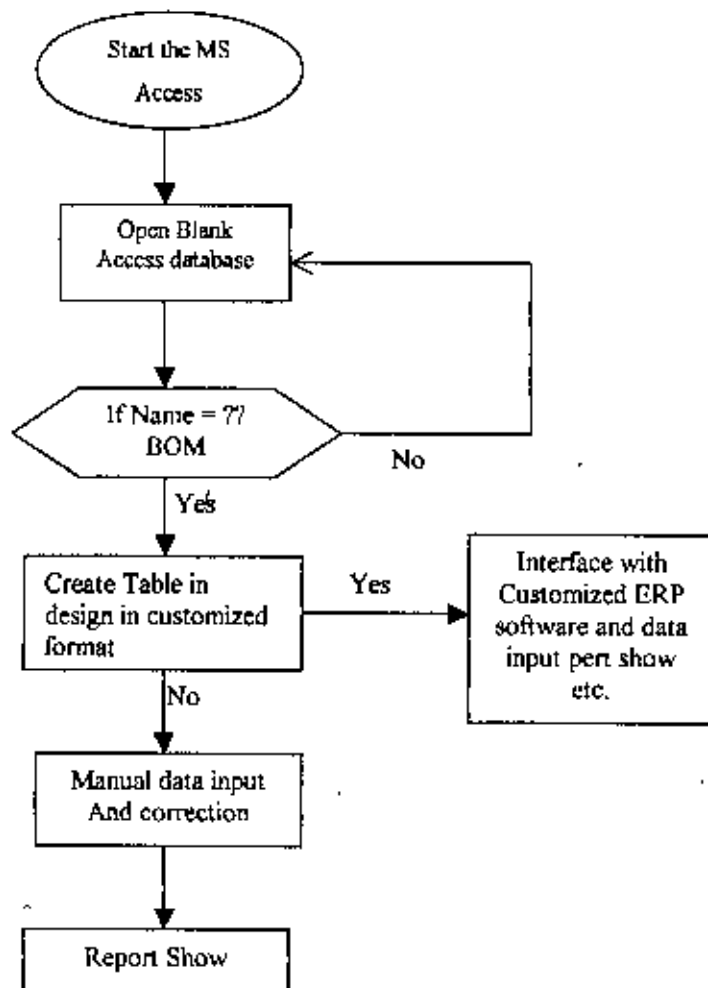 Start the MS
Access
Open Blank
Access database
If Name = ??
BOM
No
Yes
Create Table in
design in customized
format
Yes
Interface with
Customized ERP
software and data
input pert show
etc.
No
Manual data input
And correction
Report Show